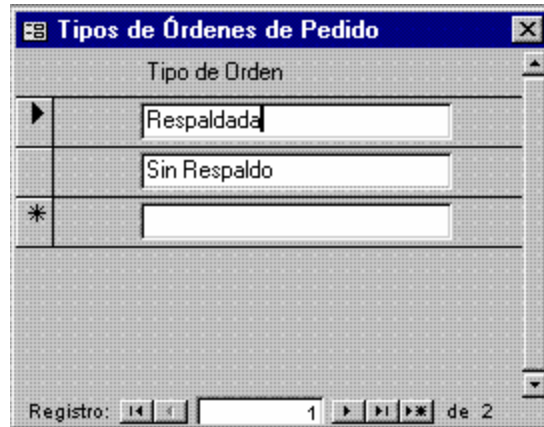 Tipos de Órdenes de Pedido
Tipo de Orden
Respaldada
Sin Respaldo
Registro: 1 de 2